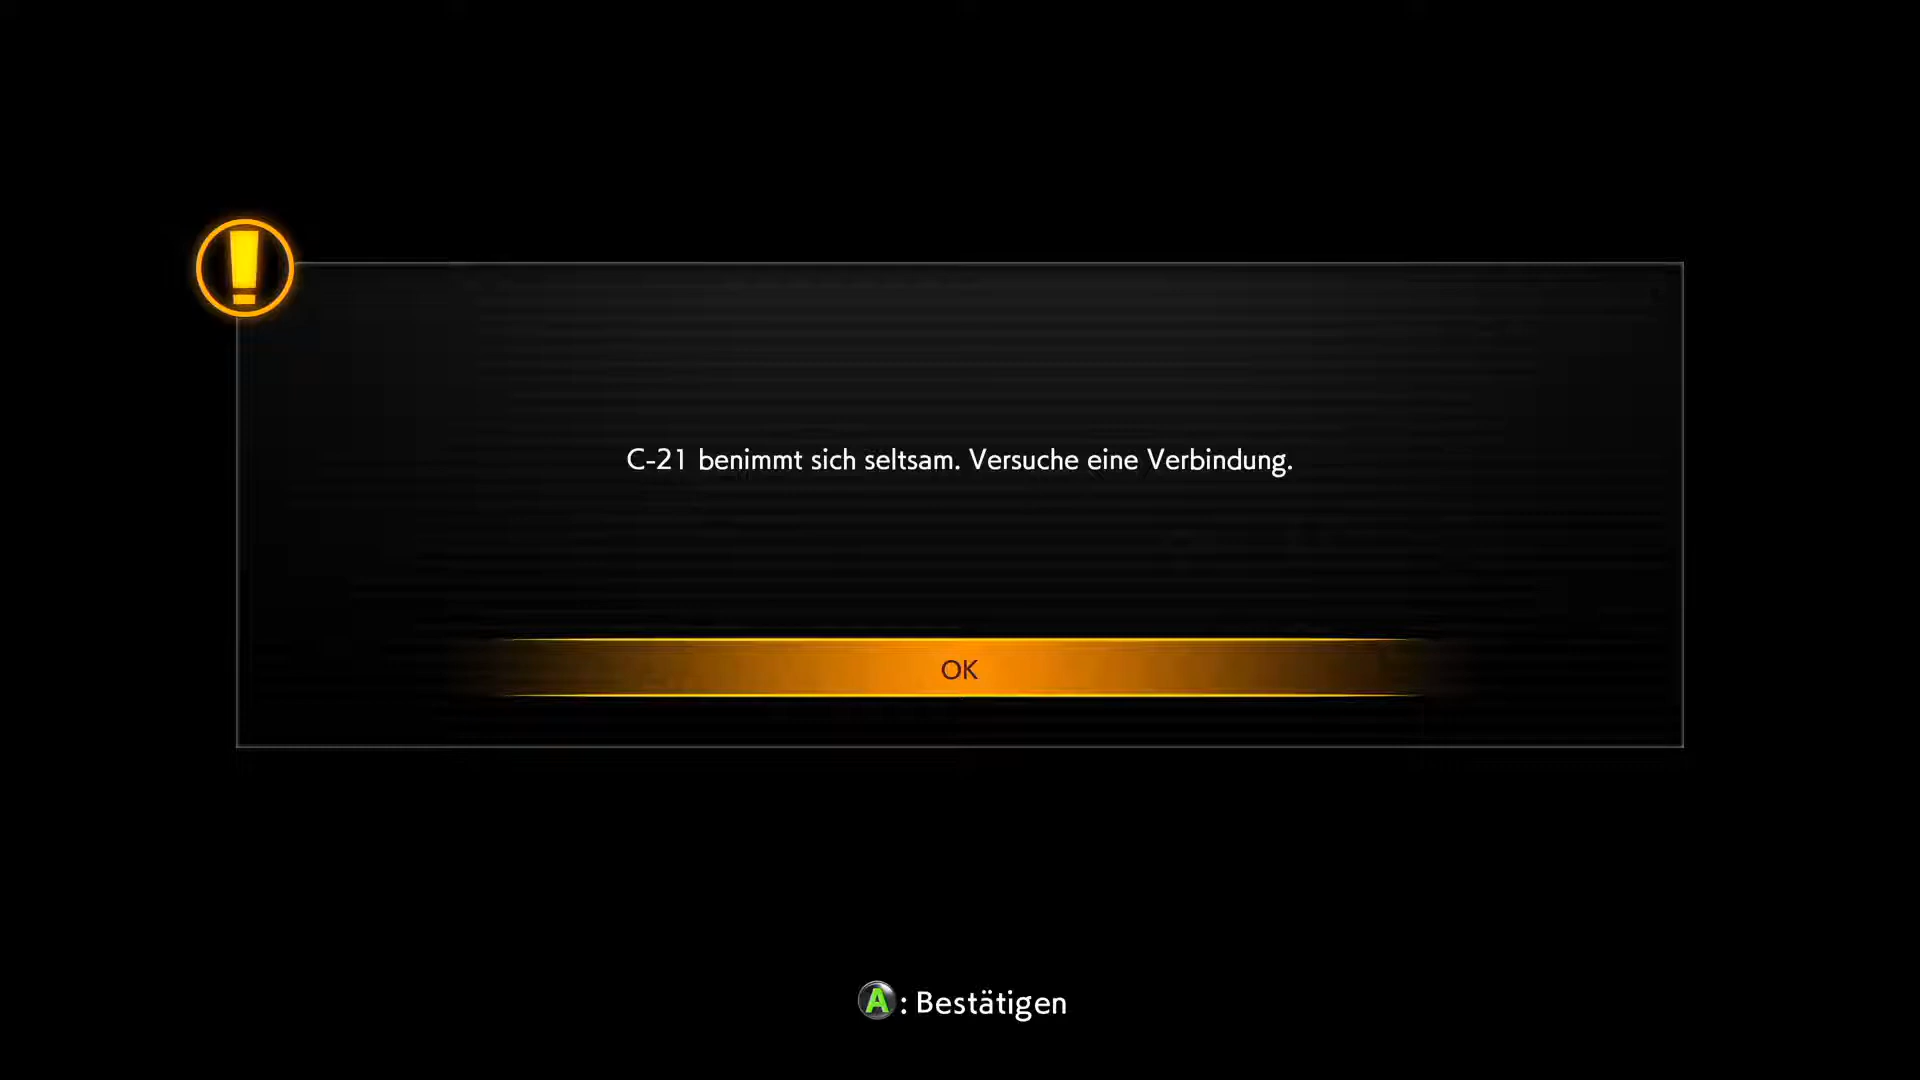 C-21 benimmt sich seltsam. Versuche eine Verbindung.
OK
A : Bestätigen